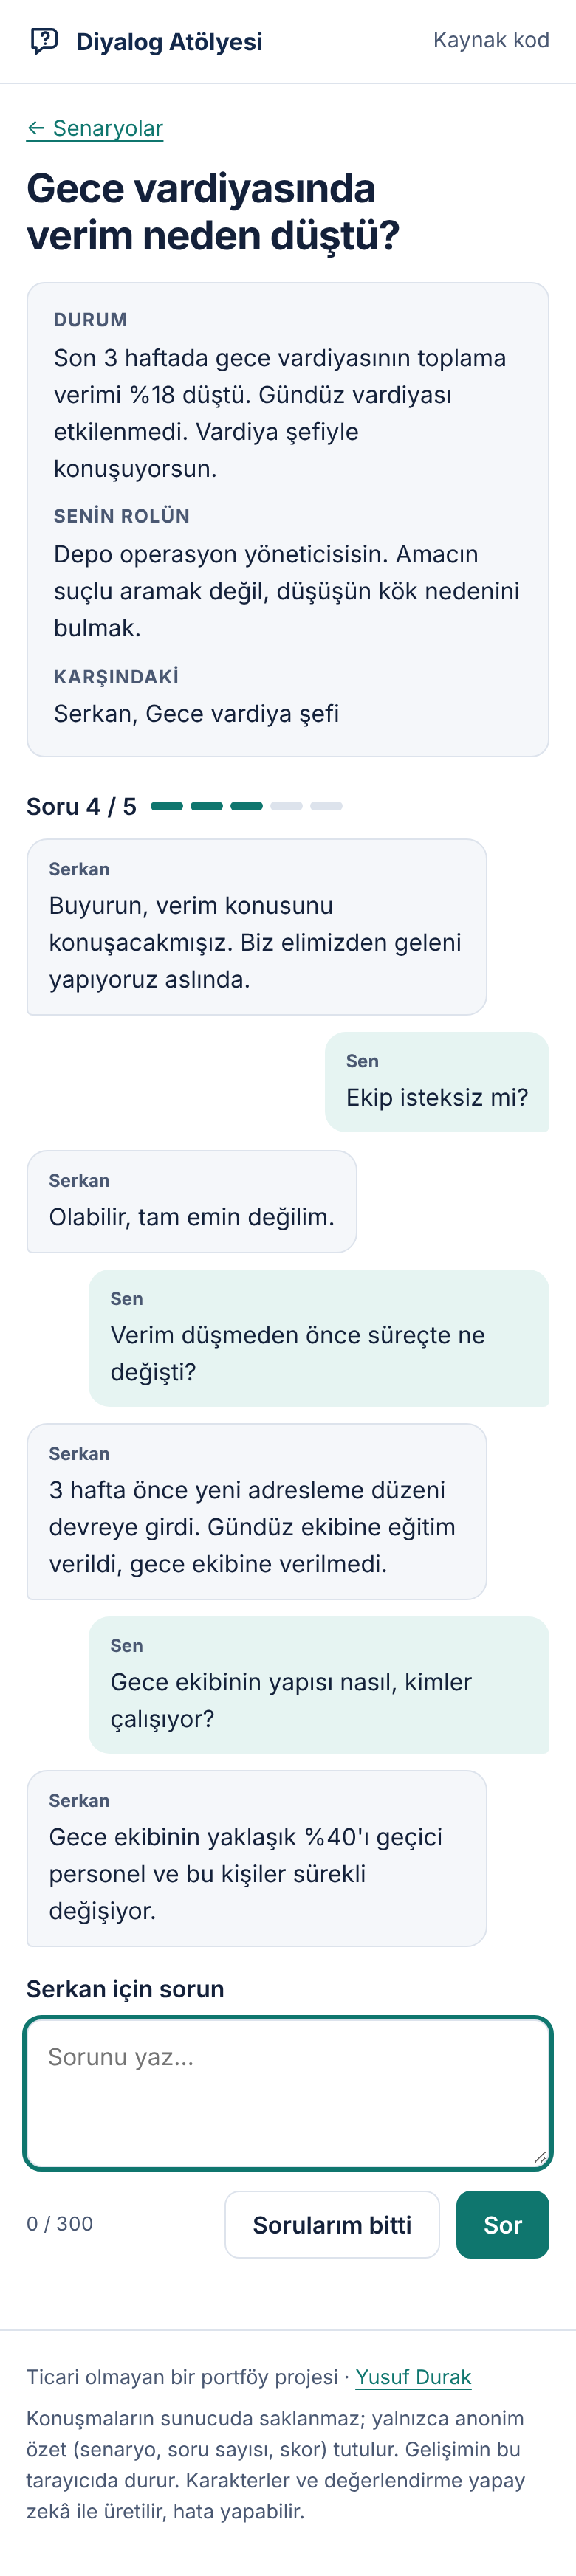 Diyalog Atölyesi
Kaynak kod
← Senaryolar
Gece vardiyasında
verim neden düştü?
DURUM
Son 3 haftada gece vardiyasının toplama
verimi %18 düştü. Gündüz vardiyası
etkilenmedi. Vardiya şefiyle
konuşuyorsun.
SENİN ROLÜN
Depo operasyon yöneticisisin. Amacın
suçlu aramak değil, düşüşün kök nedenini
bulmak.
KARŞINDAKİ
Serkan, Gece vardiya şefi
Soru 4 / 5
Serkan
Buyurun, verim konusunu
konuşacakmışız. Biz elimizden geleni
yapıyoruz aslında.
Sen
Ekip isteksiz mi?
Serkan
Olabilir, tam emin değilim.
Sen
Verim düşmeden önce süreçte ne
değişti?
Serkan
3 hafta önce yeni adresleme düzeni
devreye girdi. Gündüz ekibine eğitim
verildi, gece ekibine verilmedi.
Sen
Gece ekibinin yapısı nasıl, kimler
çalışıyor?
Serkan
Gece ekibinin yaklaşık %40'ı geçici
personel ve bu kişiler sürekli
değişiyor.
Serkan için sorun
Sorunu yaz...
0 / 300
Sorularım bitti
Sor
Ticari olmayan bir portföy projesi · Yusuf Durak
Konuşmaların sunucuda saklanmaz; yalnızca anonim
özet (senaryo, soru sayısı, skor) tutulur. Gelişimin bu
tarayıcıda durur. Karakterler ve değerlendirme yapay
zekâ ile üretilir, hata yapabilir.